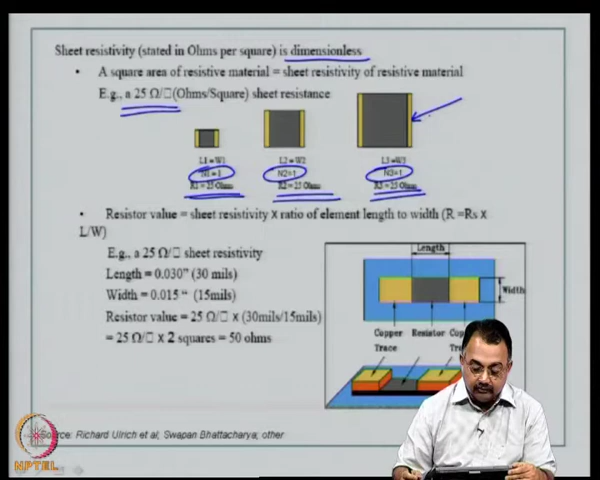 Sheet resistivity (stated in Ohms per square) is dimensionless
• A square area of resistive material = sheet resistivity of resistive material
E.g., a 25 Ω/□(Ohms/Square) sheet resistance
L1 = W1
N1 = 1
R1 = 25 Ohms
L2 = W2
N2 = 1
R2 = 25 Ohms
L3 = W3
N3 = 1
R3 = 25 Ohms
• Resistor value = sheet resistivity X ratio of element length to width (R =Rs x
L/W)
E.g., a 25 Ω/□ sheet resistivity
Length = 0.030" (30 mils)
Width = 0.015" (15mils)
Resistor value = 25 Ω/□ X (30mils/15mils)
= 25 Ω/□ X 2 squares = 50 ohms
Length
Width
Copper
Trace
Resistor
Source: Richard Ulrich et al, Swapan Bhattacharya; other
NPTEL